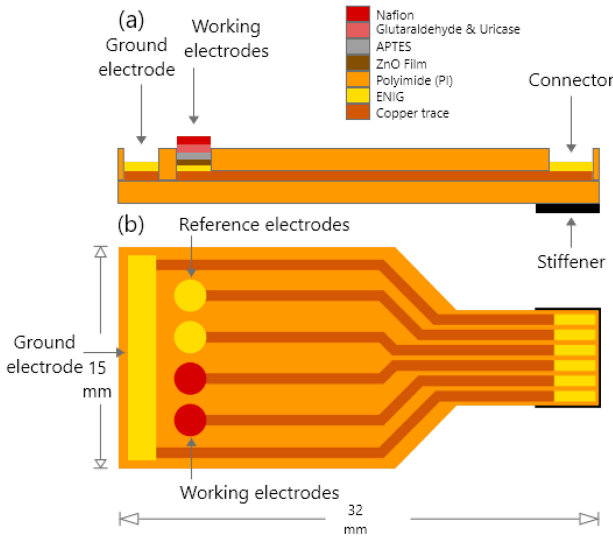 (a)
Ground
electrode
Working
electrodes
Nafion
Glutaraldehyde & Uricase
APTES
ZnO Film
Polyimide (PI)
ENIG
Copper trace
Connector
(b)
Reference electrodes
Stiffener
Ground
electrode
15
mm
Working electrodes
32
mm